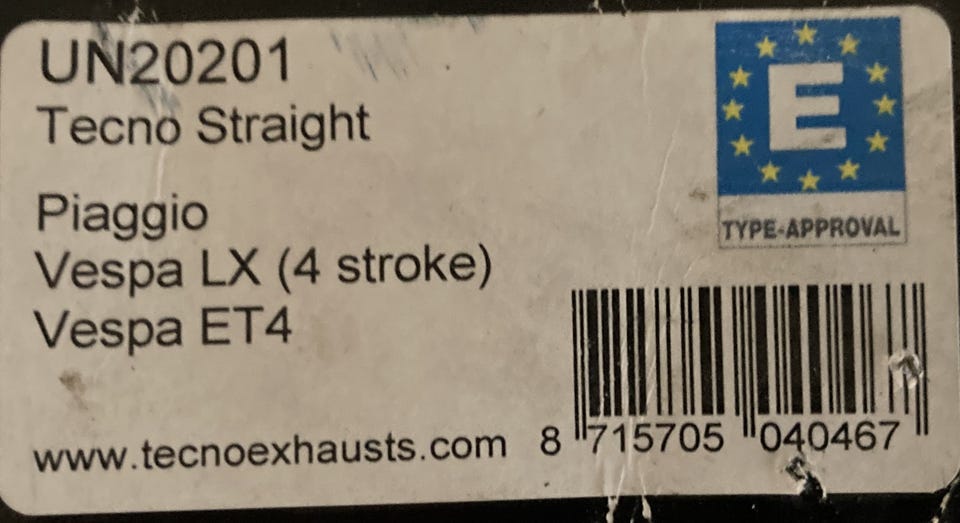 UN20201
Tecno Straight
E
TYPE-APPROVAL
Piaggio
Vespa LX (4 stroke)
Vespa ET4
www.tecnoexhausts.com
8 715705 040467